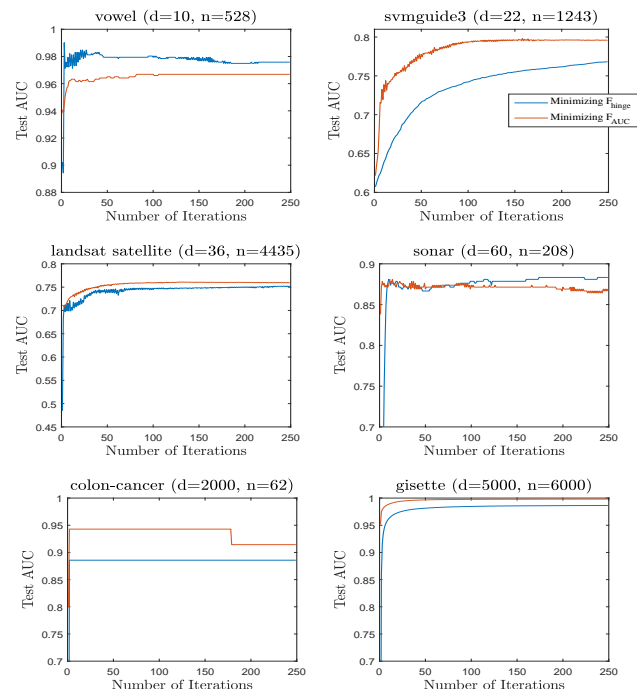 vowel (d=10, n=528)
Test AUC
1
0.98
0.96
0.94
0.92
0.9
0.88
0 50 100 150 200 250
Number of Iterations
svmguide3 (d=22, n=1243)
Test AUC
0.8
0.75
0.7
0.65
0.6
0 50 100 150 200 250
Number of Iterations
Minimizing F_hinge
Minimizing F_AUC
landsat satellite (d=36, n=4435)
Test AUC
0.8
0.75
0.7
0.65
0.6
0.55
0.5
0.45
0 50 100 150 200 250
Number of Iterations
sonar (d=60, n=208)
Test AUC
0.9
0.85
0.8
0.75
0.7
0 50 100 150 200 250
Number of Iterations
colon-cancer (d=2000, n=62)
Test AUC
1
0.95
0.9
0.85
0.8
0.75
0.7
0 50 100 150 200 250
Number of Iterations
gisette (d=5000, n=6000)
Test AUC
1
0.95
0.9
0.85
0.8
0.75
0.7
0 50 100 150 200 250
Number of Iterations